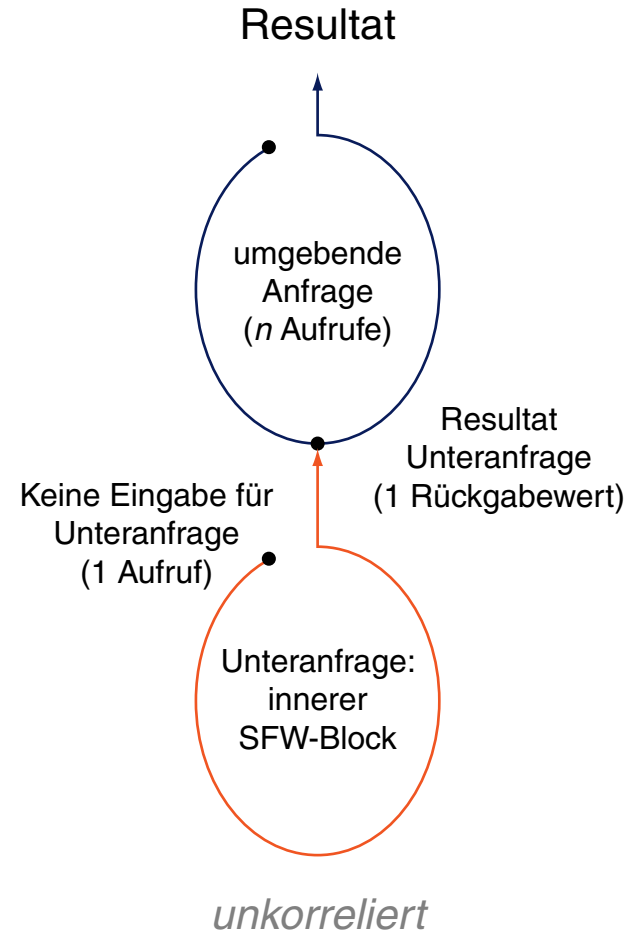 Resultat
umgebende
Anfrage
(n Aufrufe)
Resultat
Unteranfrage
(1 Rückgabewert)
Keine Eingabe für
Unteranfrage
(1 Aufruf)
Unteranfrage:
innerer
SFW-Block
unkorreliert